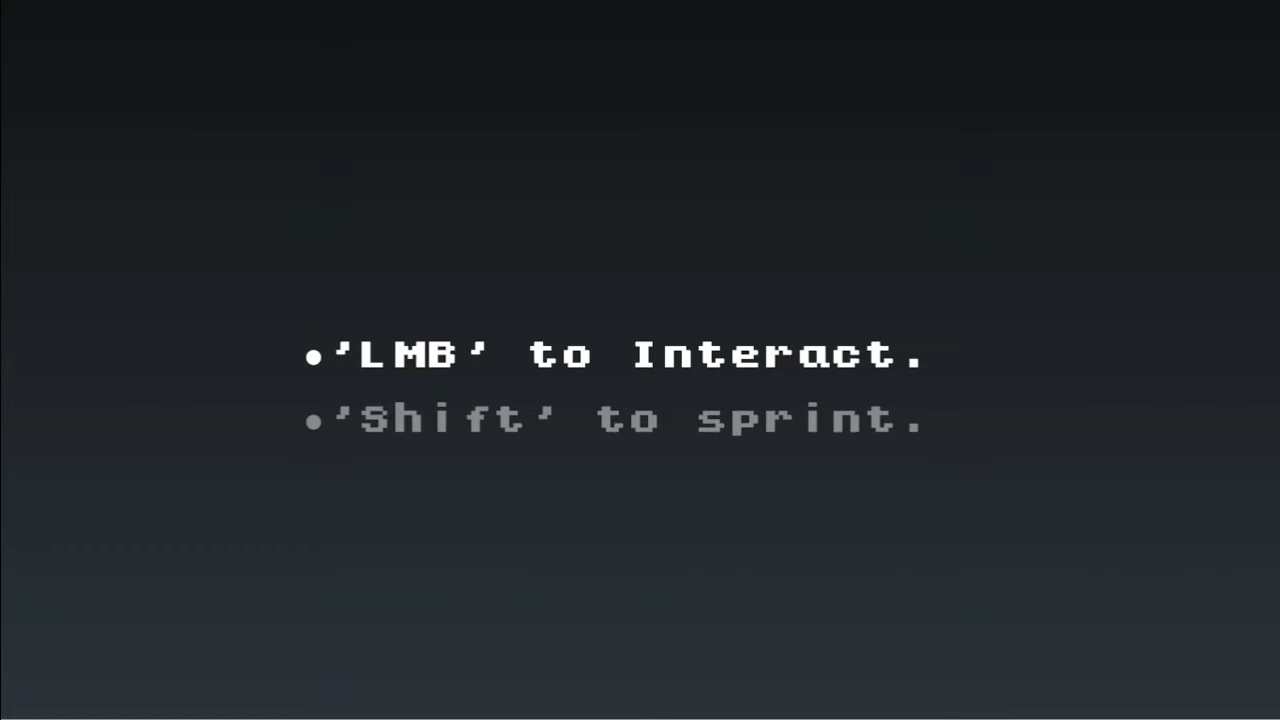 •'LMB' to Interact.
•'Shift' to sprint.